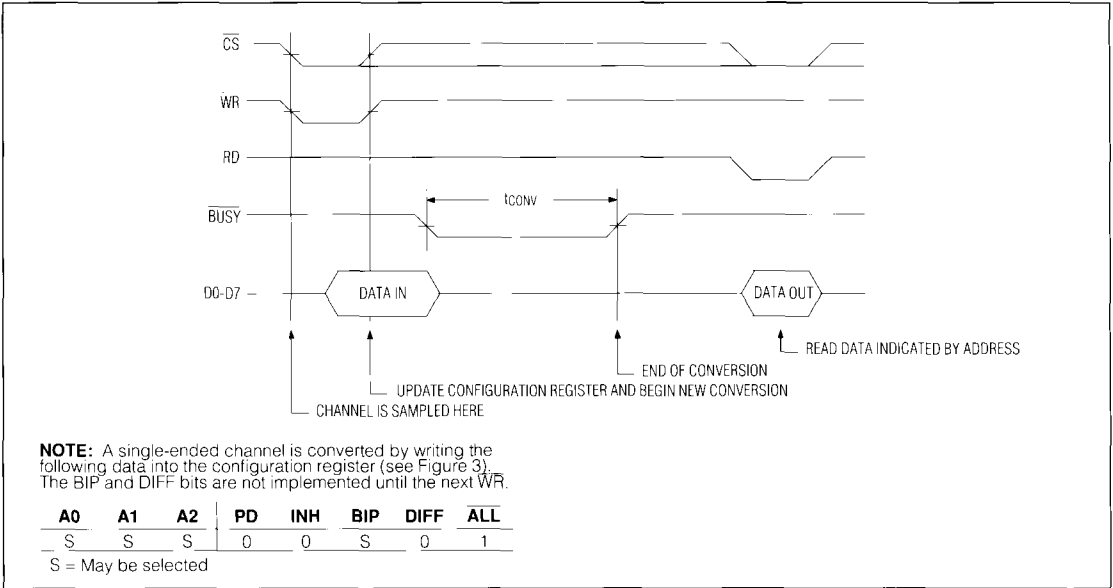 CS
WR
RD
tCONV
BUSY
D0-D7
DATA IN
DATA OUT
READ DATA INDICATED BY ADDRESS
END OF CONVERSION
UPDATE CONFIGURATION REGISTER AND BEGIN NEW CONVERSION
CHANNEL IS SAMPLED HERE
NOTE: A single-ended channel is converted by writing the
following data into the configuration register (see Figure 3).
The BIP and DIFF bits are not implemented until the next W̅R̅.
A0 A1 A2 PD INH BIP DIFF A̅L̅L̅
S S S 0 0 S 0 1
S = May be selected